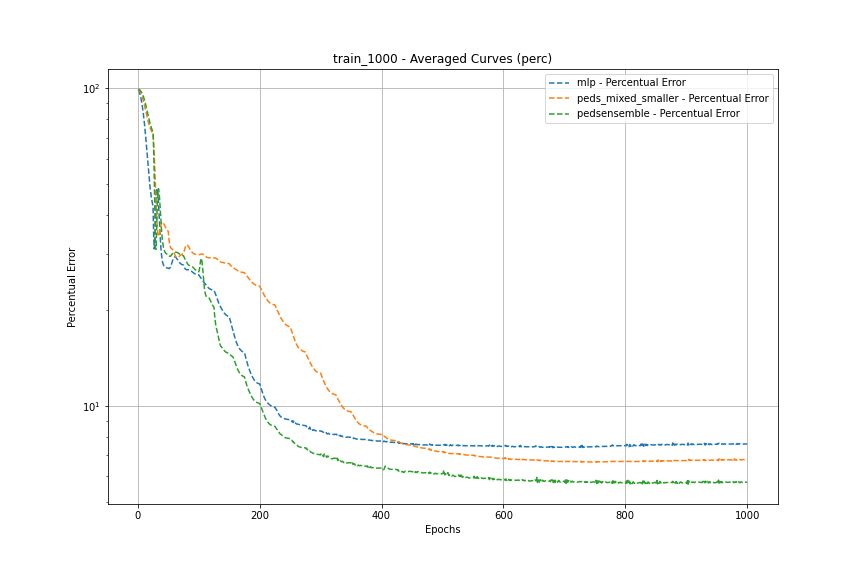 train_1000 - Averaged Curves (perc)
mlp - Percentual Error
peds_mixed_smaller - Percentual Error
pedsensemble - Percentual Error
Percentual Error
10²
10¹
0 200 400 600 800 1000
Epochs